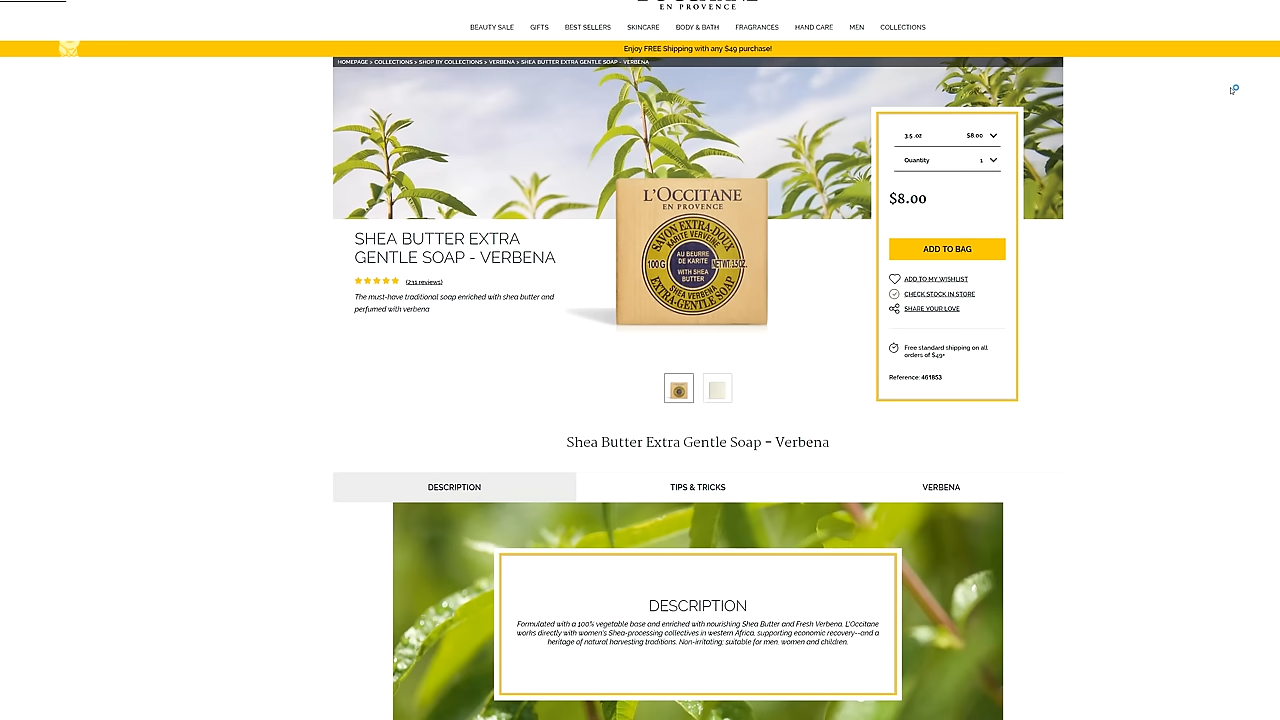 L'OCCITANE
EN PROVENCE
BEAUTY SALE GIFTS BEST SELLERS SKINCARE BODY & BATH FRAGRANCES HAND CARE MEN COLLECTIONS
Enjoy FREE Shipping with any $49 purchase!
HOMEPAGE > COLLECTIONS > SHOP BY COLLECTIONS > VERBENA > SHEA BUTTER EXTRA GENTLE SOAP - VERBENA
3.5 .oz $8.00
Quantity 1
$8.00
ADD TO BAG
ADD TO MY WISHLIST
CHECK STOCK IN STORE
SHARE YOUR LOVE
Free standard shipping on all
orders of $49+
Reference: 461853
L'OCCITANE
EN PROVENCE
SAVON EXTRA-DOUX
KARITÉ VERVEINE
100 G
AU BEURRE
DE KARITÉ
WITH SHEA
BUTTER
NET WT. 3.5 OZ.
SHEA VERBENA
EXTRA-GENTLE SOAP
SHEA BUTTER EXTRA
GENTLE SOAP - VERBENA
(231 reviews)
The must-have traditional soap enriched with shea butter and
perfumed with verbena
Shea Butter Extra Gentle Soap - Verbena
DESCRIPTION TIPS & TRICKS VERBENA
DESCRIPTION
Formulated with a 100% vegetable base and enriched with nourishing Shea Butter and Fresh Verbena, L'Occitane
works directly with women's Shea-processing collectives in western Africa, supporting economic recovery--and a
heritage of natural harvesting traditions. Non-irritating; suitable for men, women and children.